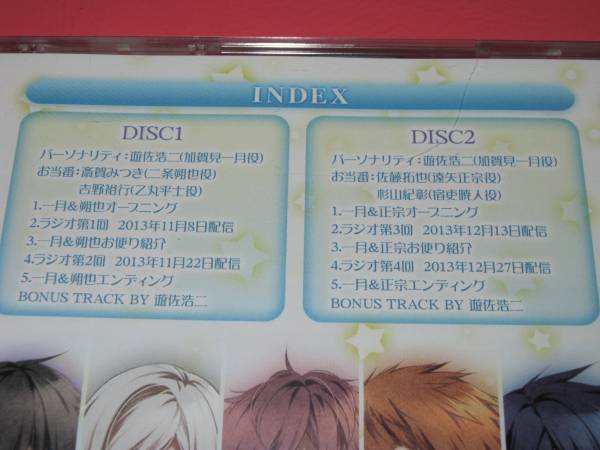 INDEX
DISC1
パーソナリティ:遊佐浩二(加賀見一月役)
お当番:斎賀みつき(二条朔也役)
吉野裕行(乙丸平士役)
1.一月&朔也オープニング
2.ラジオ第1回 2013年11月8日配信
3.一月&朔也お便り紹介
4.ラジオ第2回 2013年11月22日配信
5.一月&朔也エンディング
BONUS TRACK BY 遊佐浩二
DISC2
パーソナリティ:遊佐浩二(加賀見一月役)
お当番:佐藤拓也(遠矢正宗役)
杉山紀彰(宿吏暁人役)
1.一月&正宗オープニング
2.ラジオ第3回 2013年12月13日配信
3.一月&正宗お便り紹介
4.ラジオ第4回 2013年12月27日配信
5.一月&正宗エンディング
BONUS TRACK BY 遊佐浩二